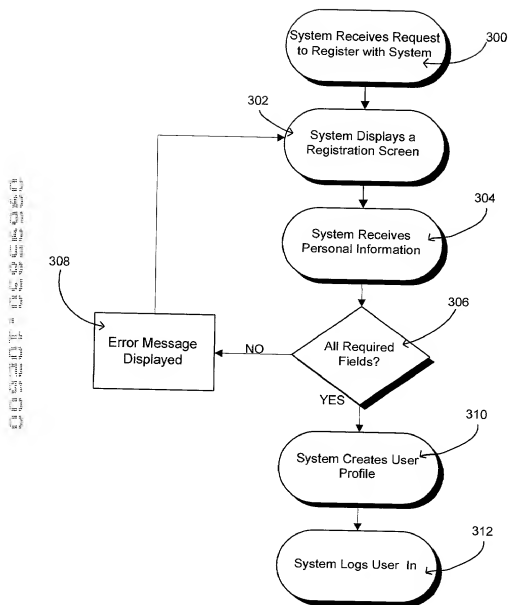 System Receives Request
to Register with System
300
302
System Displays a
Registration Screen
304
System Receives
Personal Information
308
306
Error Message
Displayed
NO
All Required
Fields?
YES
310
System Creates User
Profile
312
System Logs User In